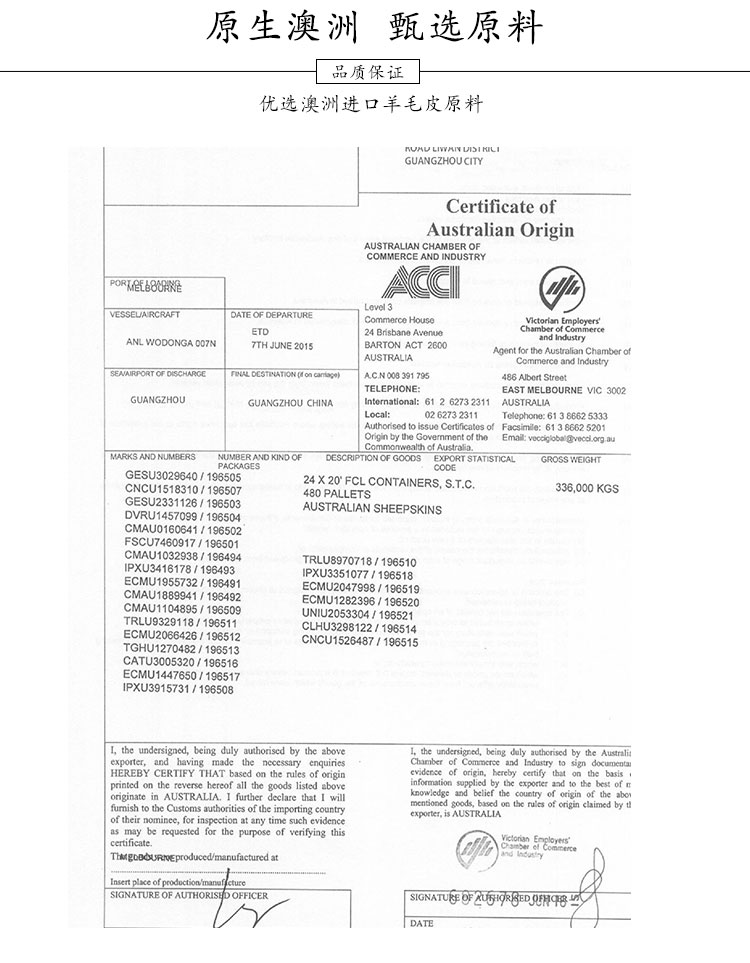 原生澳洲 甄选原料
品质保证
优选澳洲进口羊毛皮原料
ROAD LIWAN DISTRICT
GUANGZHOU CITY
Certificate of
Australian Origin
AUSTRALIAN CHAMBER OF
COMMERCE AND INDUSTRY
ACCI
Level 3
Commerce House
24 Brisbane Avenue
BARTON ACT 2600
AUSTRALIA
A.C.N 008 391 795
TELEPHONE:
International: 61 2 6273 2311
Local: 02 6273 2311
Authorised to issue Certificates of
Origin by the Government of the
Commonwealth of Australia.
Victorian Employers'
Chamber of Commerce
and Industry
Agent for the Australian Chamber of
Commerce and Industry
486 Albert Street
EAST MELBOURNE VIC 3002
AUSTRALIA
Telephone: 61 3 8662 5333
Facsimile: 61 3 8662 5201
Email: vecciglobal@vecci.org.au
PORT OF LOADING
MELBOURNE
VESSEL/AIRCRAFT
ANL WODONGA 007N
DATE OF DEPARTURE
ETD
7TH JUNE 2015
SEA/AIRPORT OF DISCHARGE
GUANGZHOU
FINAL DESTINATION (if on carriage)
GUANGZHOU CHINA
MARKS AND NUMBERS
NUMBER AND KIND OF
PACKAGES
DESCRIPTION OF GOODS
EXPORT STATISTICAL
CODE
GROSS WEIGHT
GESU3029640 / 196505
CNCU1518310 / 196507
GESU2331126 / 196503
DVRU1457099 / 196504
CMAU0160641 / 196502
FSCU7460917 / 196501
CMAU1032938 / 196494
IPXU3416178 / 196493
ECMU1955732 / 196491
CMAU1889941 / 196492
CMAU1104895 / 196509
TRLU9329118 / 196511
ECMU2066426 / 196512
TGHU1270482 / 196513
CATU3005320 / 196516
ECMU1447650 / 196517
IPXU3915731 / 196508
24 X 20' FCL CONTAINERS, S.T.C.
480 PALLETS
AUSTRALIAN SHEEPSKINS
336,000 KGS
TRLU8970718 / 196510
IPXU3351077 / 196518
ECMU2047998 / 196519
ECMU1282396 / 196520
UNIU2053304 / 196521
CLHU3298122 / 196514
CNCU1526487 / 196515
I, the undersigned, being duly authorised by the above
exporter, and having made the necessary enquiries
HEREBY CERTIFY THAT based on the rules of origin
printed on the reverse hereof all the goods listed above
originate in AUSTRALIA. I further declare that I will
furnish to the Customs authorities of the importing country
of their nominee, for inspection at any time such evidence
as may be requested for the purpose of verifying this
certificate.
MELBOURNE produced/manufactured at
Insert place of production/manufacture
SIGNATURE OF AUTHORISED OFFICER
I, the undersigned, being duly authorised by the Australia
Chamber of Commerce and Industry to sign documenta
evidence of origin, hereby certify that on the basis
information supplied by the exporter and to the best of m
knowledge and belief the country of origin of the abov
mentioned goods, based on the rules of origin claimed by th
exporter, is AUSTRALIA
Victorian Employers'
Chamber of Commerce
and Industry
SIGNATURE OF AUTHORISED OFFICER
DATE